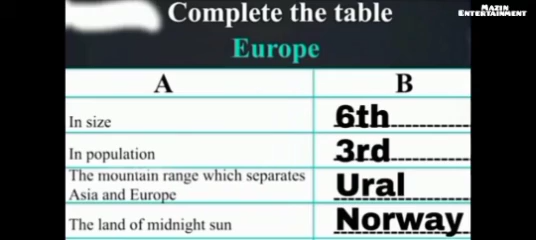 Complete the table
MAZIN
ENTERTAINMENT
Europe
A B
In size 6th
In population 3rd
The mountain range which separates
Asia and Europe Ural
The land of midnight sun Norway